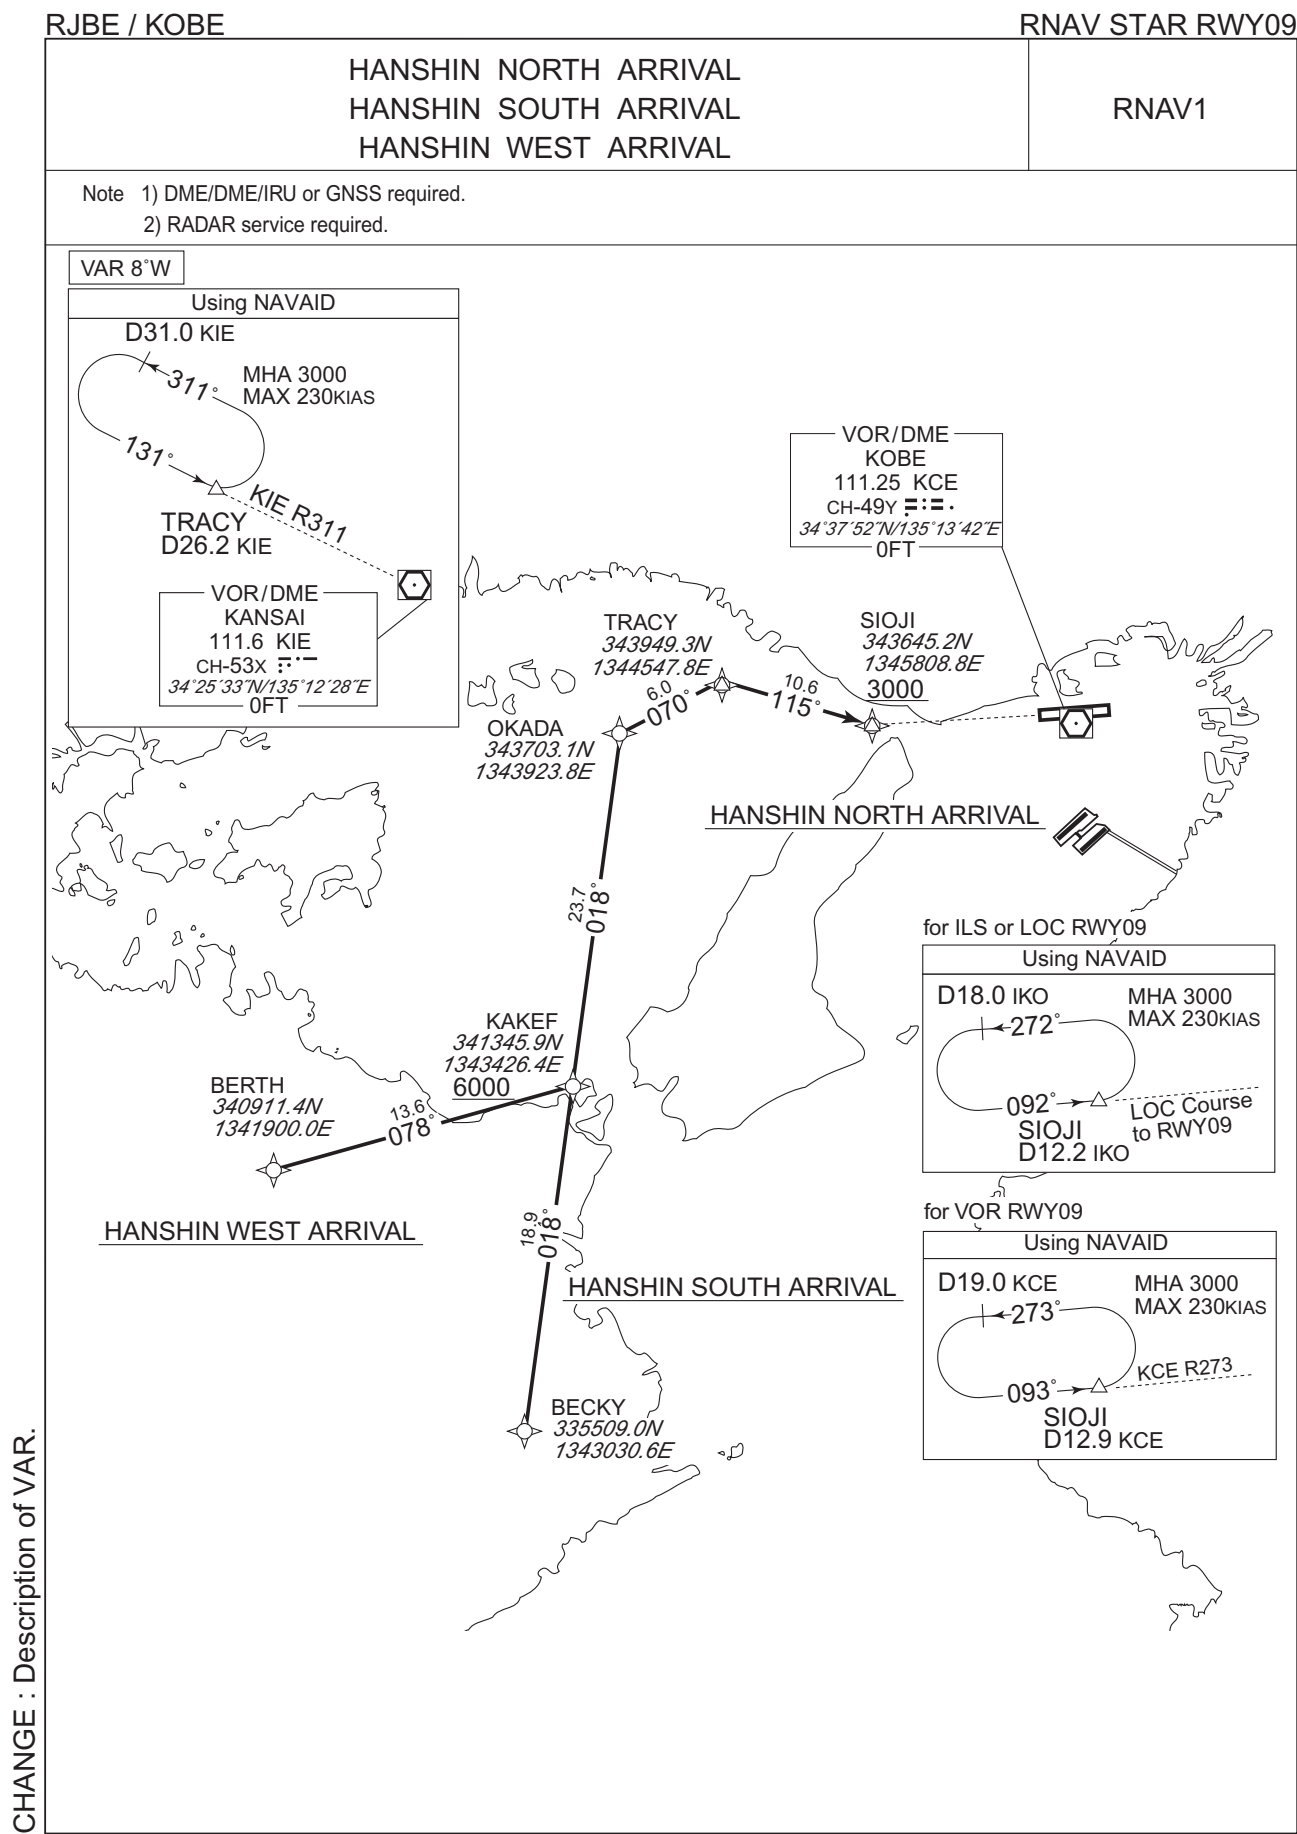 RJBE / KOBE
RNAV STAR RWY09
HANSHIN NORTH ARRIVAL
HANSHIN SOUTH ARRIVAL
HANSHIN WEST ARRIVAL
RNAV1
Note 1) DME/DME/IRU or GNSS required.
2) RADAR service required.
VAR 8°W
Using NAVAID
D31.0 KIE
311°
MHA 3000
MAX 230KIAS
131°
KIE R311
TRACY
D26.2 KIE
VOR/DME
KANSAI
111.6 KIE
CH-53X
34°25′33″N/135°12′28″E
0FT
VOR/DME
KOBE
111.25 KCE
CH-49Y
34°37′52″N/135°13′42″E
0FT
TRACY
343949.3N
1344547.8E
SIOJI
343645.2N
1345808.8E
3000
6.0
070°
10.6
115°
OKADA
343703.1N
1343923.8E
HANSHIN NORTH ARRIVAL
23.7
018°
KAKEF
341345.9N
1343426.4E
6000
BERTH
340911.4N
1341900.0E
13.6
078°
HANSHIN WEST ARRIVAL
18.9
018°
HANSHIN SOUTH ARRIVAL
BECKY
335509.0N
1343030.6E
for ILS or LOC RWY09
Using NAVAID
D18.0 IKO
MHA 3000
MAX 230KIAS
272°
092°
LOC Course
to RWY09
SIOJI
D12.2 IKO
for VOR RWY09
Using NAVAID
D19.0 KCE
MHA 3000
MAX 230KIAS
273°
093°
KCE R273
SIOJI
D12.9 KCE
CHANGE : Description of VAR.